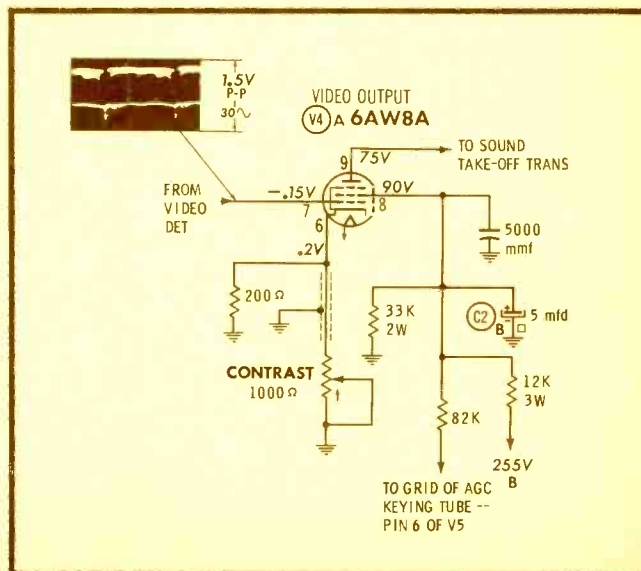 1.5V
P-P
30∿
VIDEO OUTPUT
V4 A 6AW8A
9 75V
TO SOUND
TAKE-OFF TRANS
FROM
VIDEO
DET
-.15V
7
90V
8
6
.2V
5000
mmf
200Ω
33K
2W
C2
B
+
-
5 mfd
CONTRAST
1000Ω
12K
3W
82K
255V
B
TO GRID OF AGC
KEYING TUBE --
PIN 6 OF V5